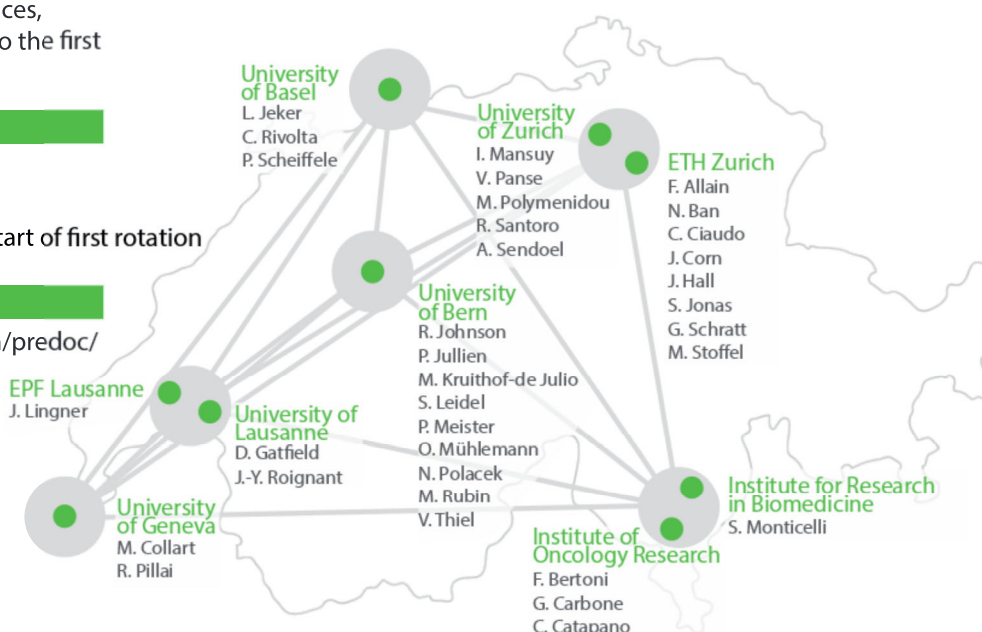 ces,
o the first
tart of first rotation
/predoc/
University
of Basel
L. Jeker
C. Rivolta
P. Scheiffele
University
of Zurich
I. Mansuy
V. Panse
M. Polymenidou
R. Santoro
A. Sendoel
ETH Zurich
F. Allain
N. Ban
C. Ciaudo
J. Corn
J. Hall
S. Jonas
G. Schratt
M. Stoffel
University
of Bern
R. Johnson
P. Jullien
M. Kruithof-de Julio
S. Leidel
P. Meister
O. Mühlemann
N. Polacek
M. Rubin
V. Thiel
EPF Lausanne
J. Lingner
University of
Lausanne
D. Gatfield
J.-Y. Roignant
University
of Geneva
M. Collart
R. Pillai
Institute for Research
in Biomedicine
S. Monticelli
Institute of
Oncology Research
F. Bertoni
G. Carbone
C. Catapano